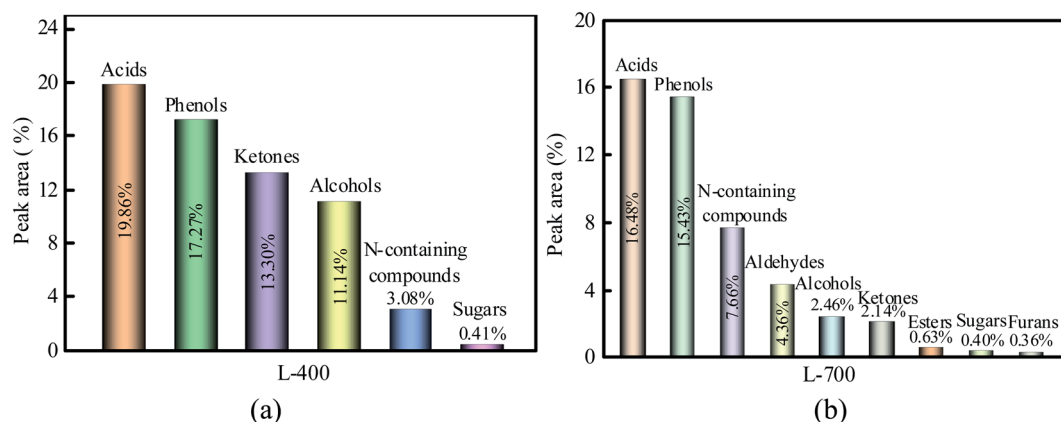 24
20
16
12
8
4
0
Peak area ( %)
Acids
19.86%
Phenols
17.27%
Ketones
13.30%
Alcohols
11.14%
N-containing
compounds
3.08%
Sugars
0.41%
L-400
(a)
20
16
12
8
4
0
Peak area (%)
Acids
16.48%
Phenols
15.43%
N-containing
compounds
7.66%
Aldehydes
4.36%
Alcohols
2.46%
Ketones
2.14%
Esters
0.63%
Sugars
0.40%
Furans
0.36%
L-700
(b)